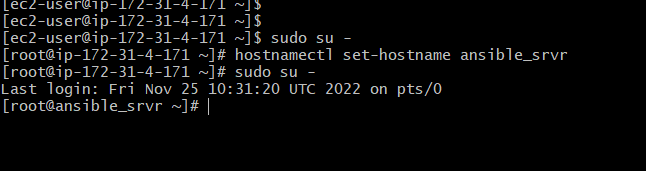 [ec2-user@ip-172-31-4-171 ~]$
[ec2-user@ip-172-31-4-171 ~]$
[ec2-user@ip-172-31-4-171 ~]$ sudo su -
[root@ip-172-31-4-171 ~]# hostnamectl set-hostname ansible_srvr
[root@ip-172-31-4-171 ~]# sudo su -
Last login: Fri Nov 25 10:31:20 UTC 2022 on pts/0
[root@ansible_srvr ~]#